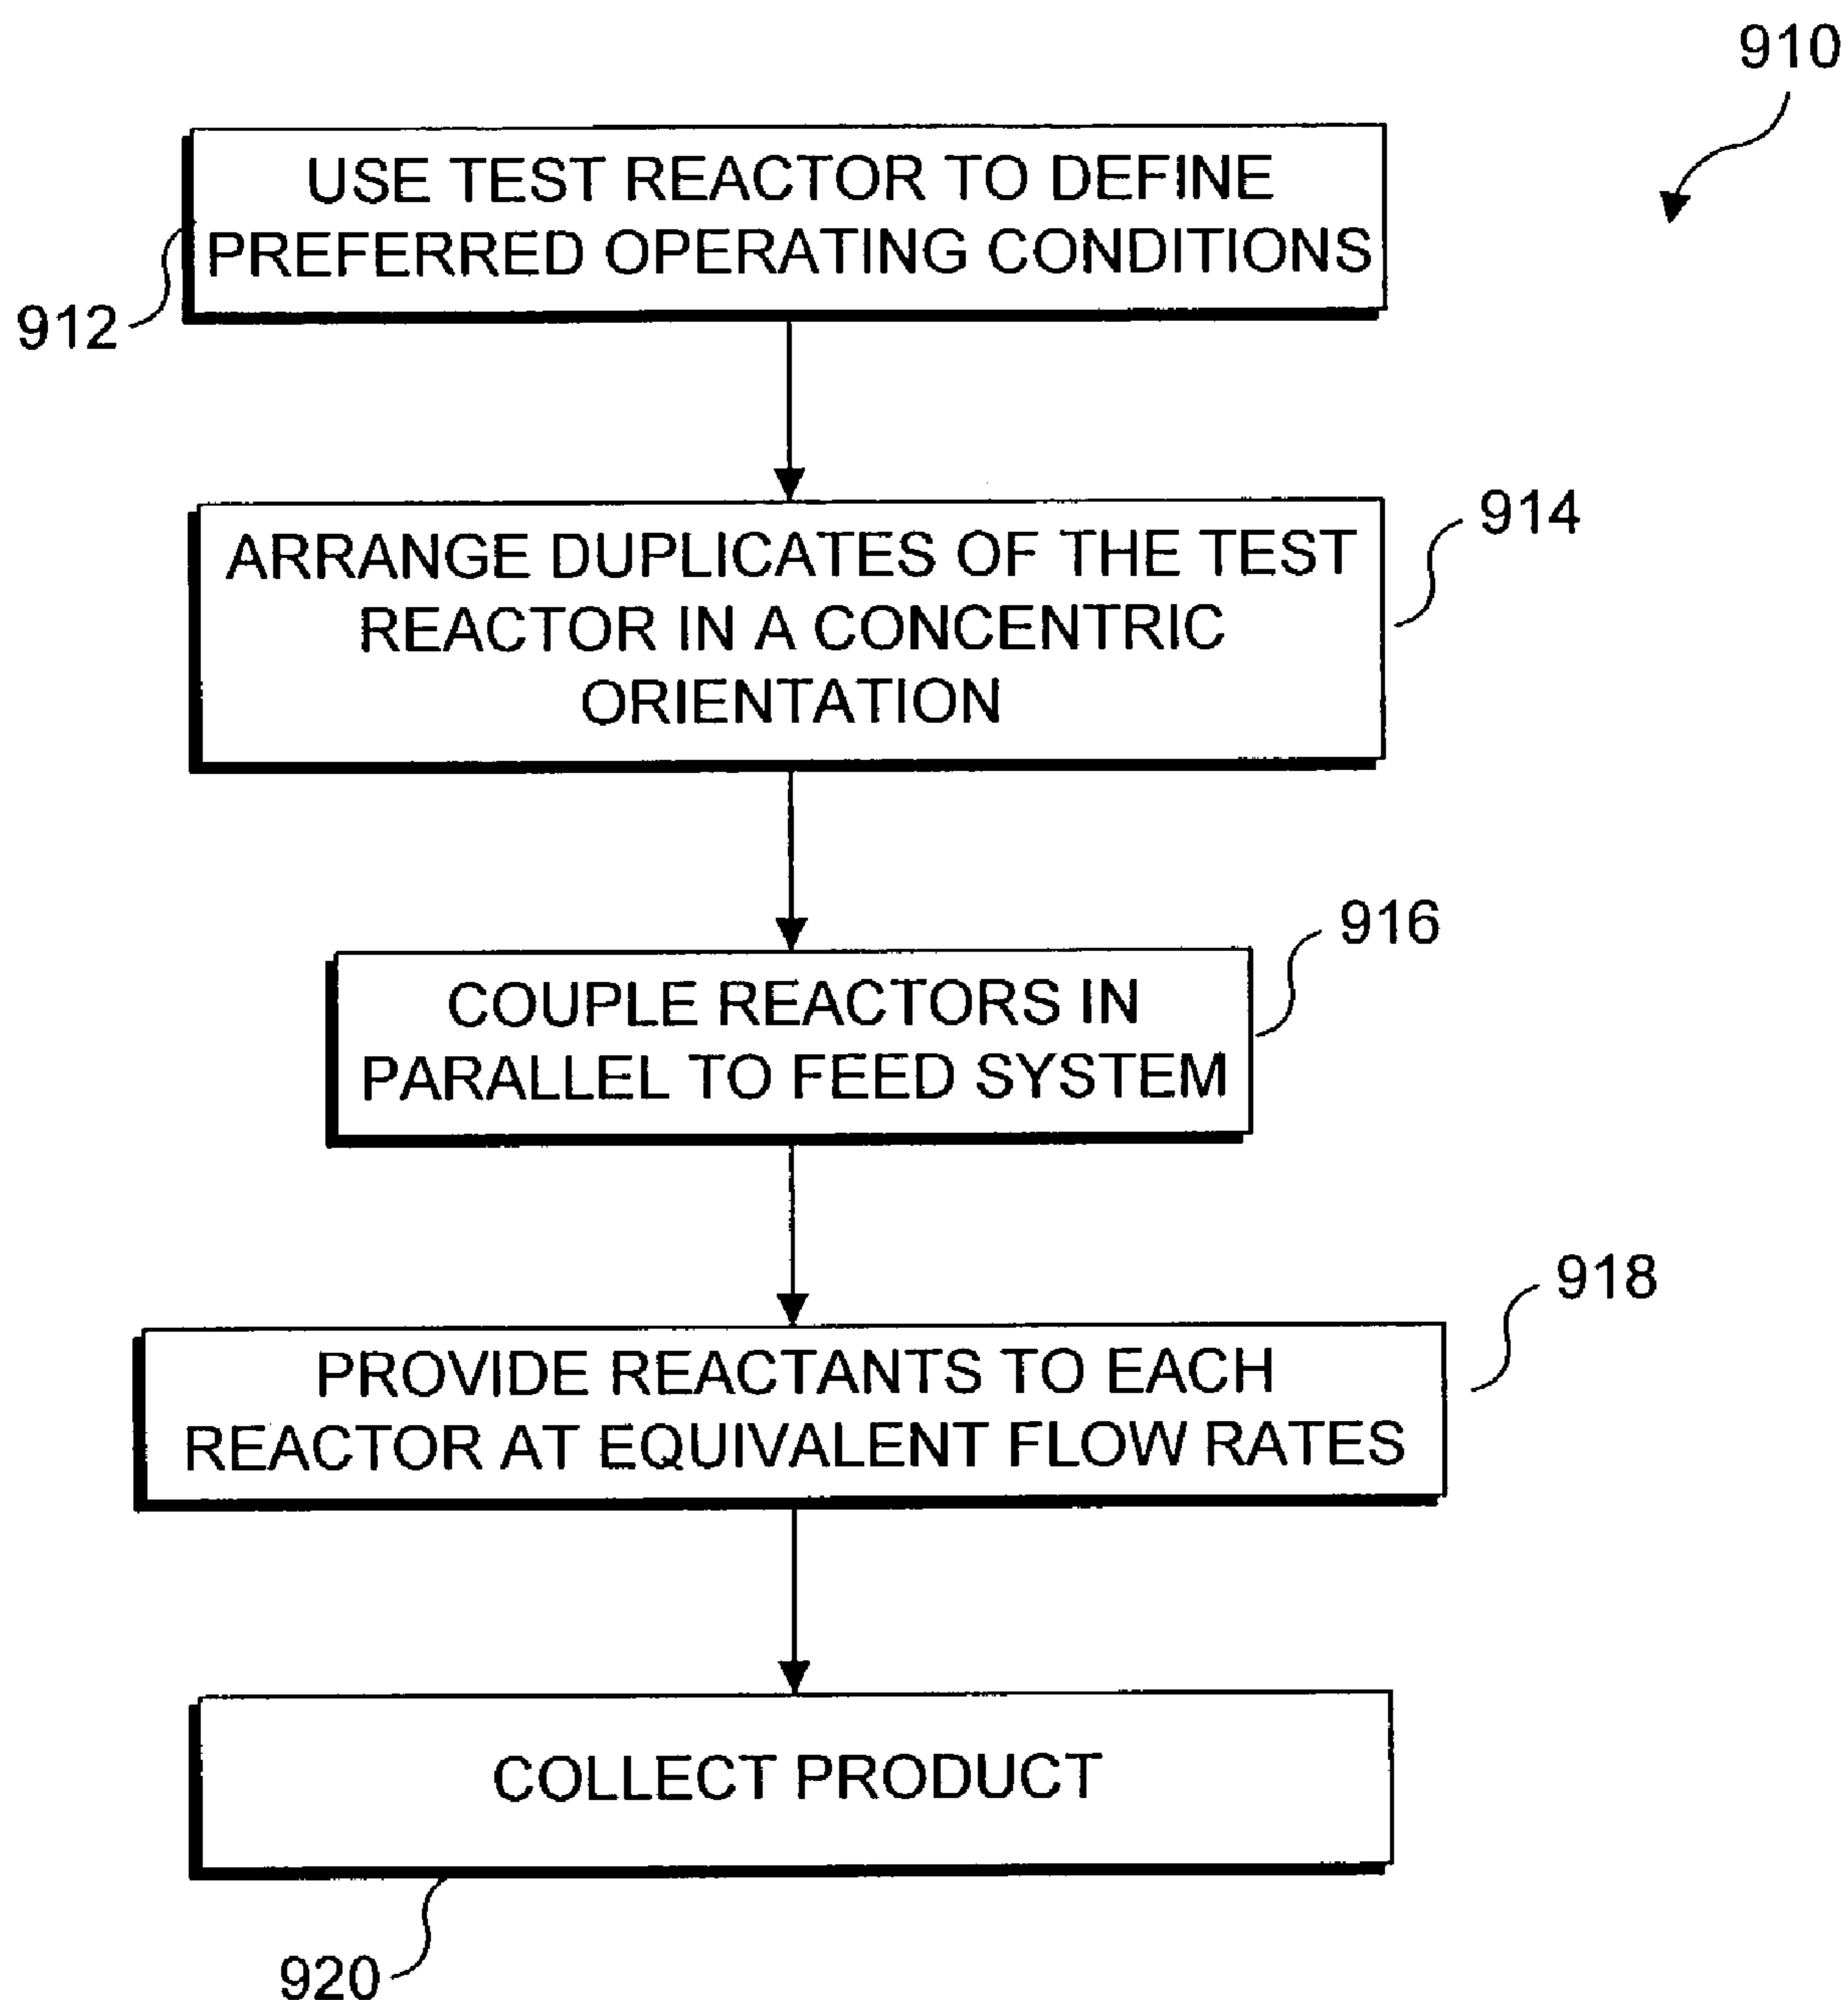 910
USE TEST REACTOR TO DEFINE
PREFERRED OPERATING CONDITIONS
912
ARRANGE DUPLICATES OF THE TEST
REACTOR IN A CONCENTRIC
ORIENTATION
914
COUPLE REACTORS IN
PARALLEL TO FEED SYSTEM
916
PROVIDE REACTANTS TO EACH
REACTOR AT EQUIVALENT FLOW RATES
918
COLLECT PRODUCT
920